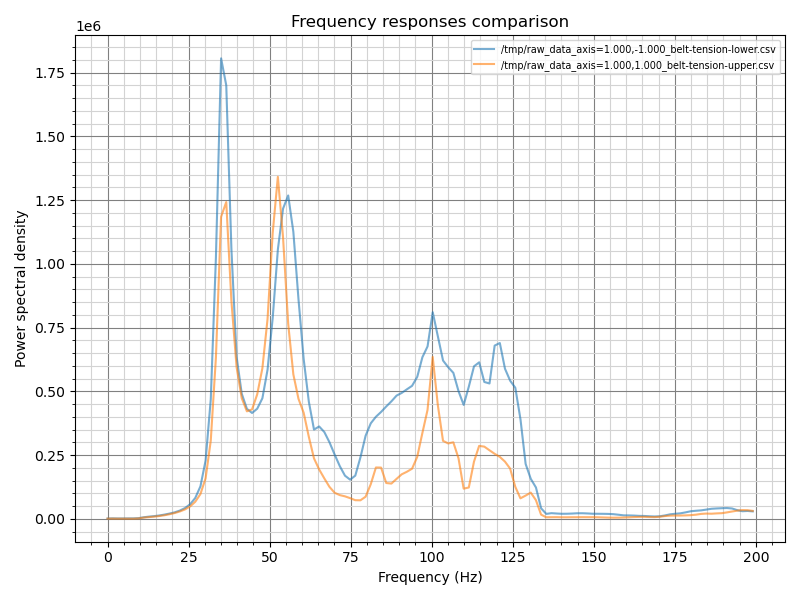 Frequency responses comparison
1e6
/tmp/raw_data_axis=1.000,-1.000_belt-tension-lower.csv
/tmp/raw_data_axis=1.000,1.000_belt-tension-upper.csv
1.75
1.50
1.25
1.00
0.75
0.50
0.25
0.00
Power spectral density
0 25 50 75 100 125 150 175 200
Frequency (Hz)